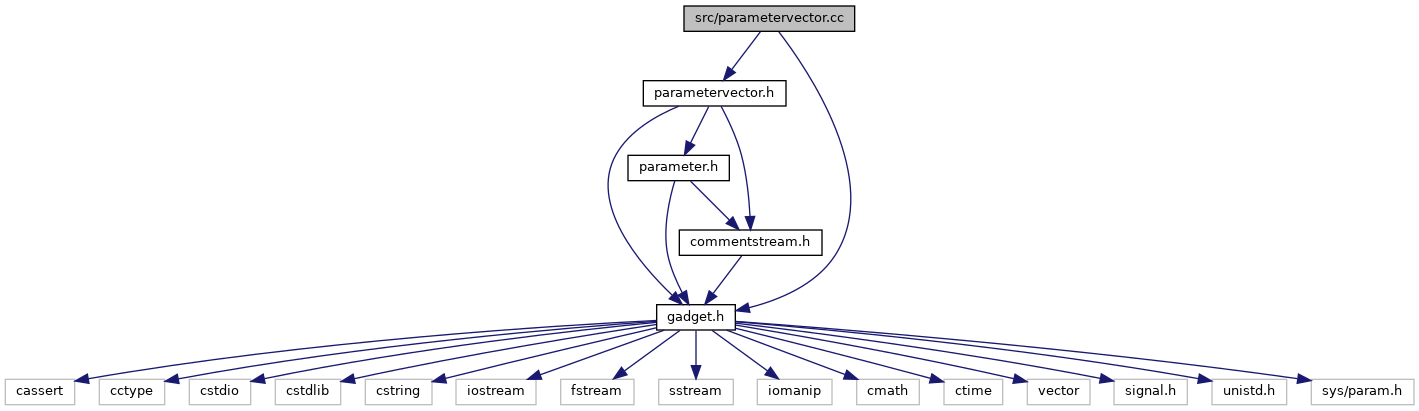 src/parametervector.cc
parametervector.h
parameter.h
commentstream.h
gadget.h
cassert
cctype
cstdio
cstdlib
cstring
iostream
fstream
sstream
iomanip
cmath
ctime
vector
signal.h
unistd.h
sys/param.h